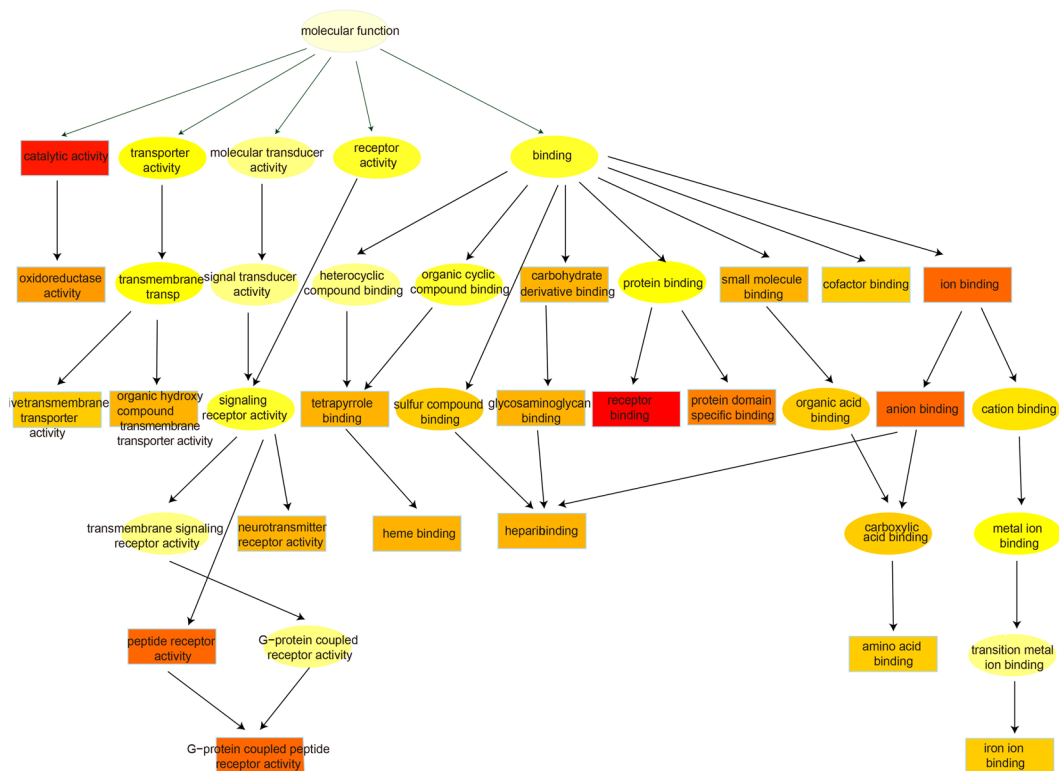 molecular function
catalytic activity
transporter
activity
molecular transducer
activity
receptor
activity
binding
oxidoreductase
activity
transmembrane
transp
signal transducer
activity
heterocyclic
compound binding
organic cyclic
compound binding
carbohydrate
derivative binding
protein binding
small molecule
binding
cofactor binding
ion binding
ivetransmembrane
transporter
activity
organic hydroxy
compound
transmembrane
transporter activity
signaling
receptor activity
tetrapyrrole
binding
sulfur compound
binding
glycosaminoglycan
binding
receptor
binding
protein domain
specific binding
organic acid
binding
anion binding
cation binding
transmembrane signaling
receptor activity
neurotransmitter
receptor activity
heme binding
heparibinding
carboxylic
acid binding
metal ion
binding
peptide receptor
activity
G−protein coupled
receptor activity
amino acid
binding
transition metal
ion binding
G−protein coupled peptide
receptor activity
iron ion
binding